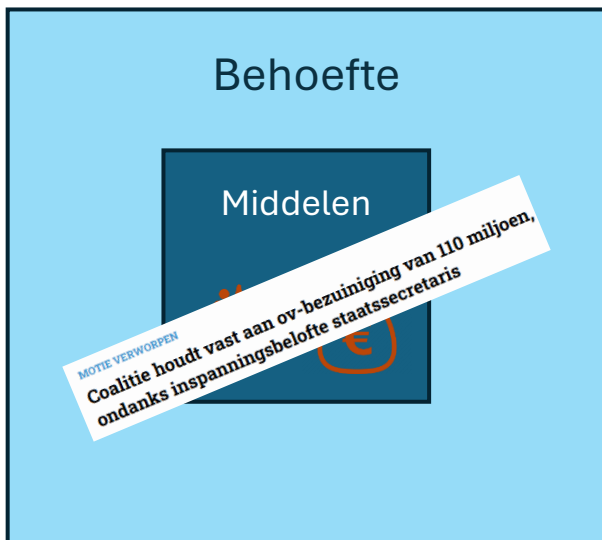 Behoefte
Middelen
MOTIE VERWORPEN
Coalitie houdt vast aan ov-bezuiniging van 110 miljoen,
ondanks inspanningsbelofte staatssecretaris
€